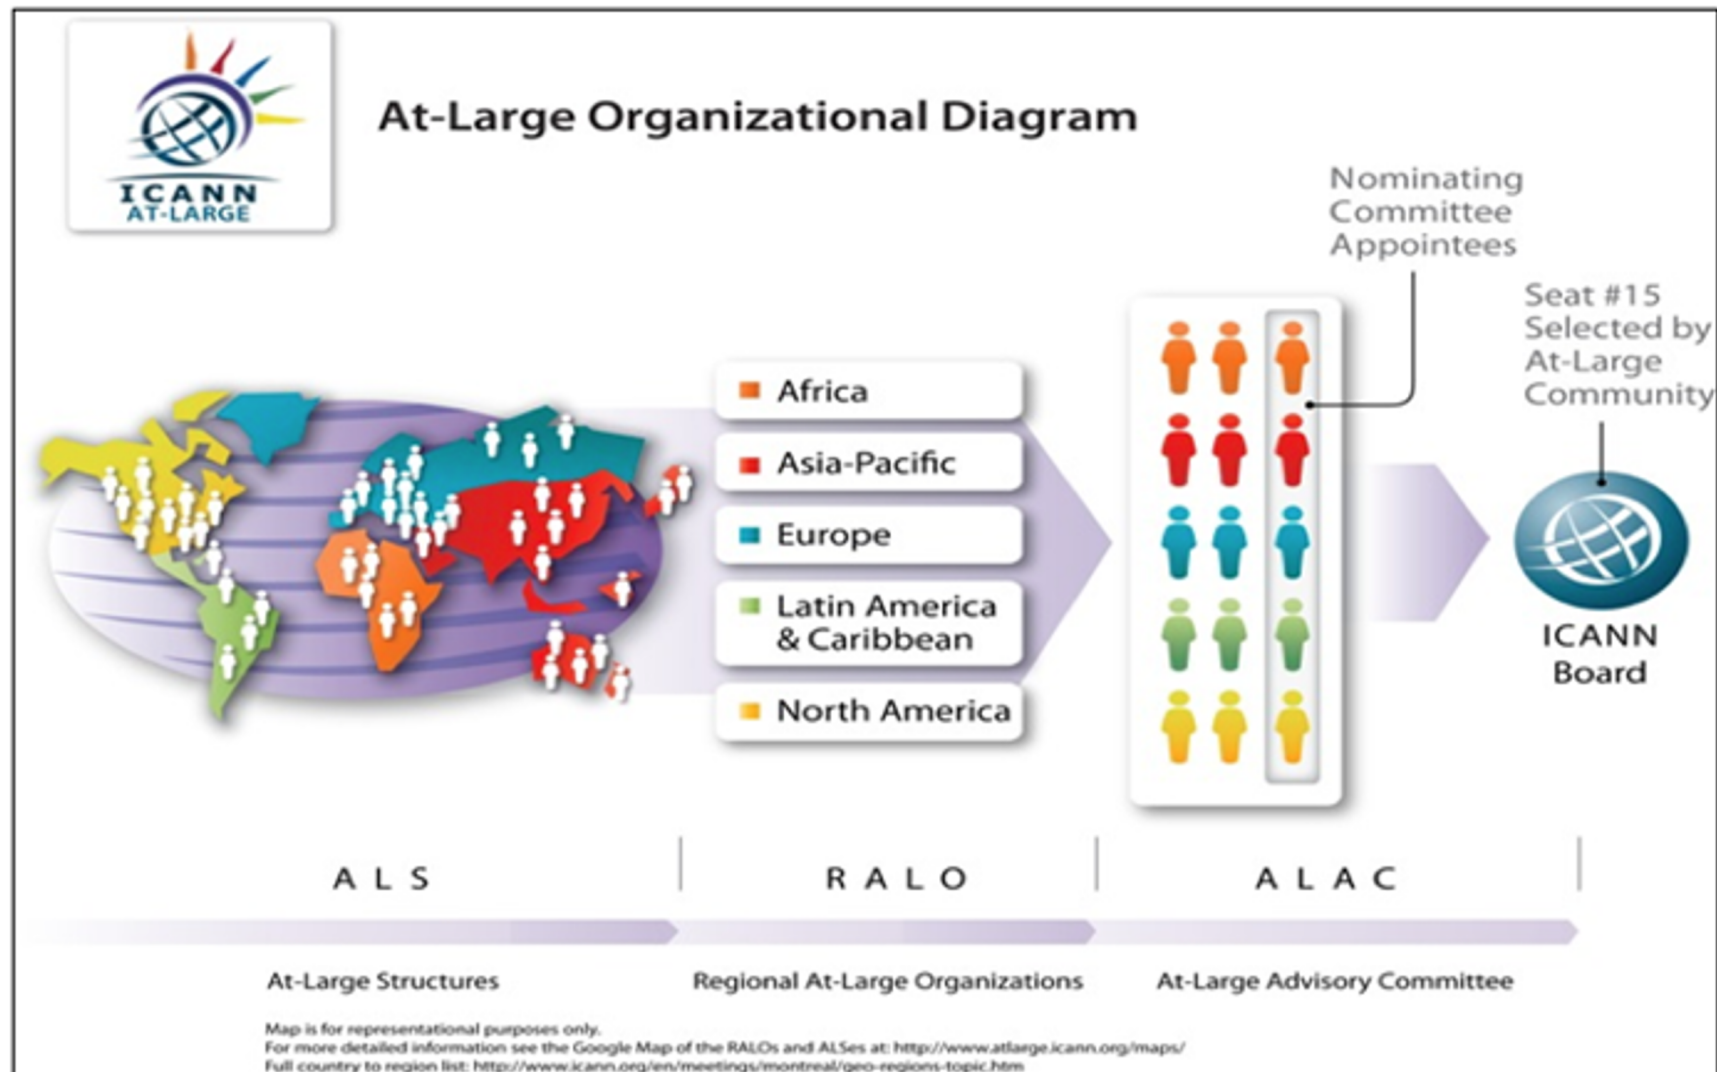 ICANN
AT-LARGE
At-Large Organizational Diagram
Nominating
Committee
Appointees
Seat #15
Selected by
At-Large
Community
Africa
Asia-Pacific
Europe
Latin America
& Caribbean
North America
ICANN
Board
ALS
RALO
ALAC
At-Large Structures
Regional At-Large Organizations
At-Large Advisory Committee
Map is for representational purposes only.
For more detailed information see the Google Map of the RALOs and ALSes at: http://www.atlarge.icann.org/maps/
Full country to region list: http://www.icann.org/en/meetings/montreal/geo-regions-topic.htm